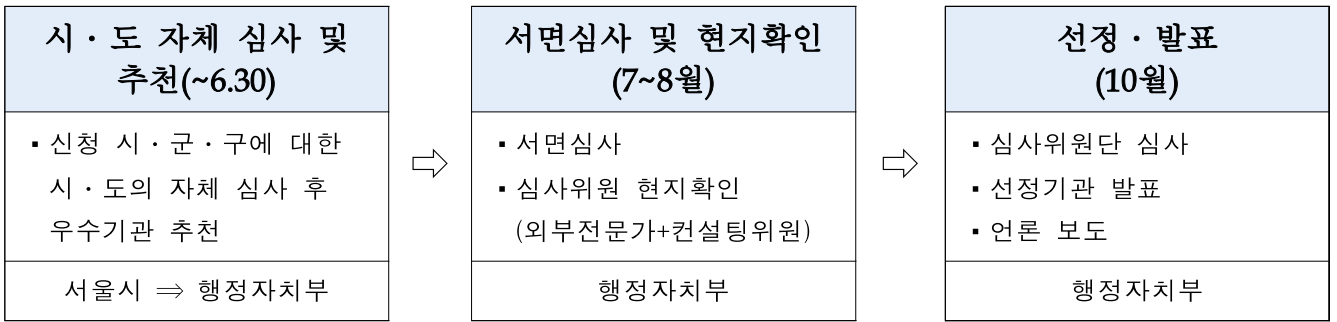 시・도 자체 심사 및
추천(~6.30)
▪ 신청 시・군・구에 대한
시・도의 자체 심사 후
우수기관 추천
서울시 ⇒ 행정자치부
⇨
서면심사 및 현지확인
(7~8월)
▪ 서면심사
▪ 심사위원 현지확인
(외부전문가+컨설팅위원)
행정자치부
⇨
선정・발표
(10월)
▪ 심사위원단 심사
▪ 선정기관 발표
▪ 언론 보도
행정자치부